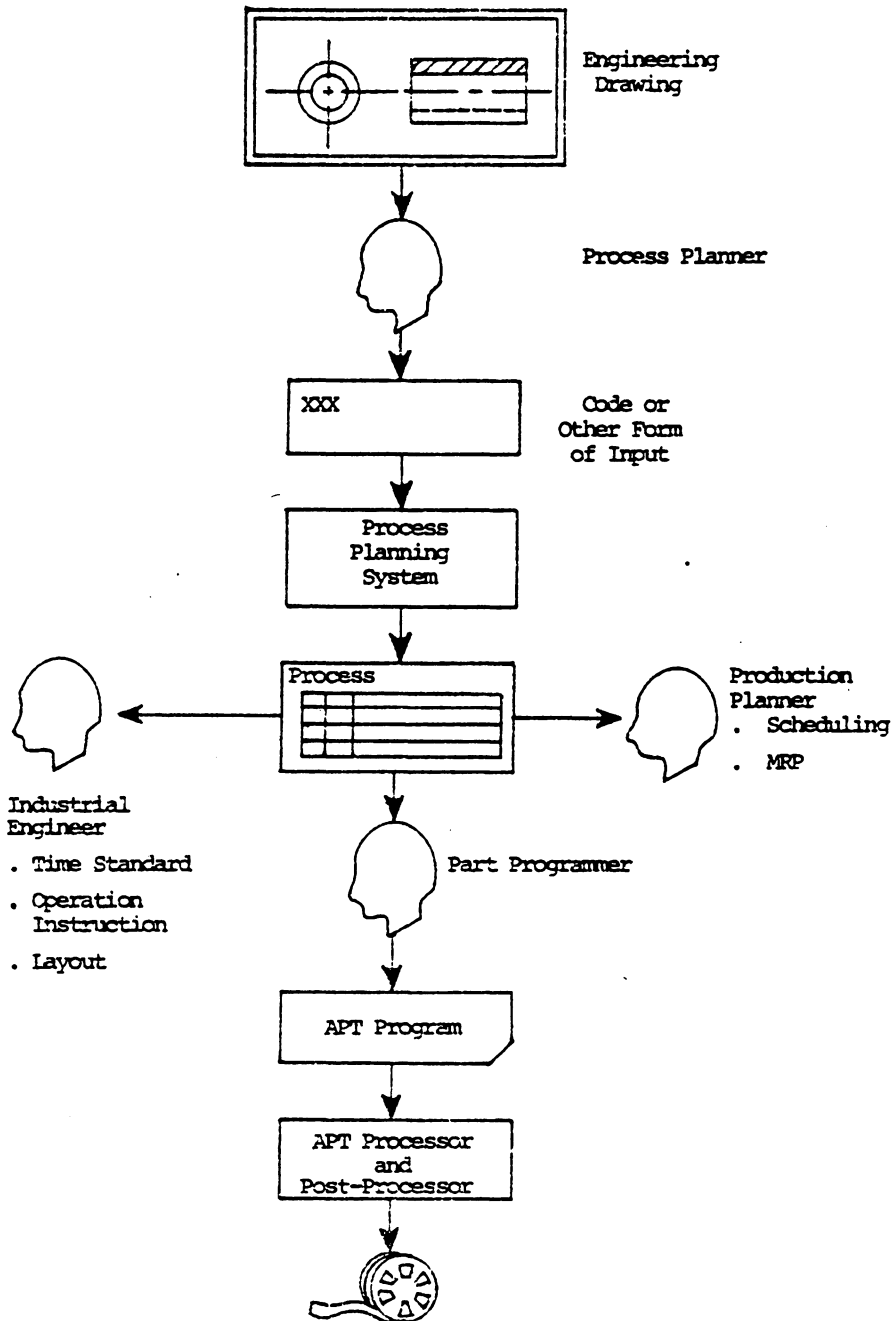 Engineering
Drawing
Process Planner
XXX
Code or
Other Form
of Input
Process
Planning
System
Process
Production
Planner
. Scheduling
. MRP
Industrial
Engineer
. Time Standard
. Operation
Instruction
. Layout
Part Programmer
APT Program
APT Processor
and
Post-Processor